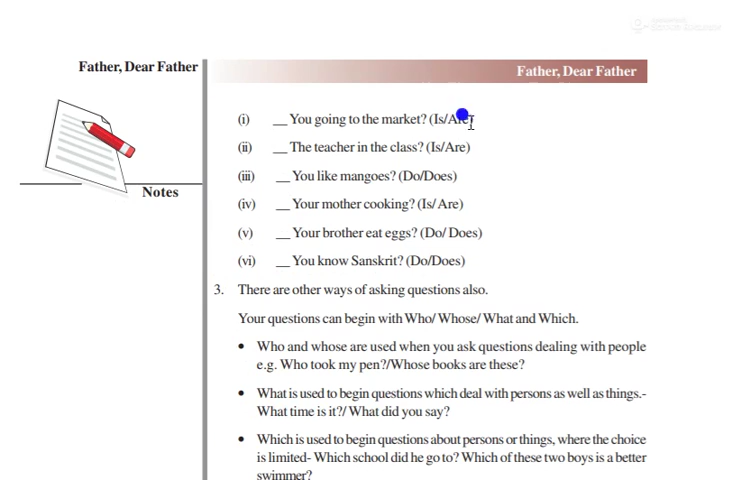 Father, Dear Father
Father, Dear Father
(i) __ You going to the market? (Is/Are)
(ii) __ The teacher in the class? (Is/Are)
(iii) __ You like mangoes? (Do/Does)
(iv) __ Your mother cooking? (Is/ Are)
(v) __ Your brother eat eggs? (Do/ Does)
(vi) __ You know Sanskrit? (Do/Does)
Notes
3. There are other ways of asking questions also.
Your questions can begin with Who/ Whose/ What and Which.
• Who and whose are used when you ask questions dealing with people
e.g. Who took my pen?/Whose books are these?
• What is used to begin questions which deal with persons as well as things.-
What time is it?/ What did you say?
• Which is used to begin questions about persons or things, where the choice
is limited- Which school did he go to? Which of these two boys is a better
swimmer?